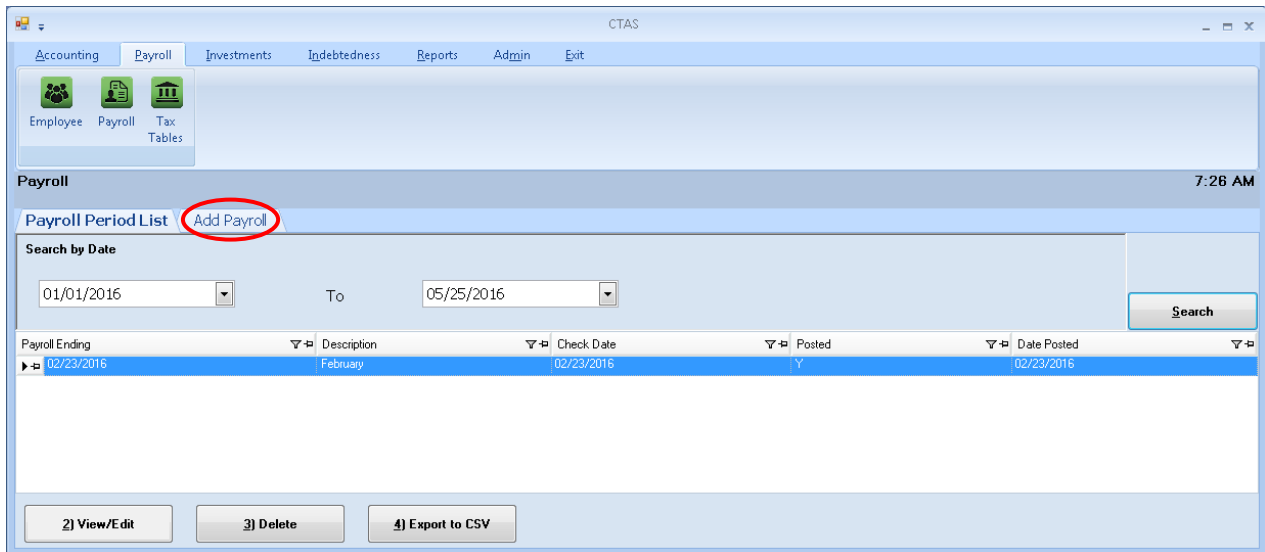 CTAS
Accounting Payroll Investments Indebtedness Reports Admin Exit
Employee Payroll Tax
Tables
Payroll 7:26 AM
Payroll Period List Add Payroll
Search by Date
01/01/2016 To 05/25/2016
Search
Payroll Ending Description Check Date Posted Date Posted
02/23/2016 February 02/23/2016 Y 02/23/2016
2) View/Edit 3) Delete 4) Export to CSV